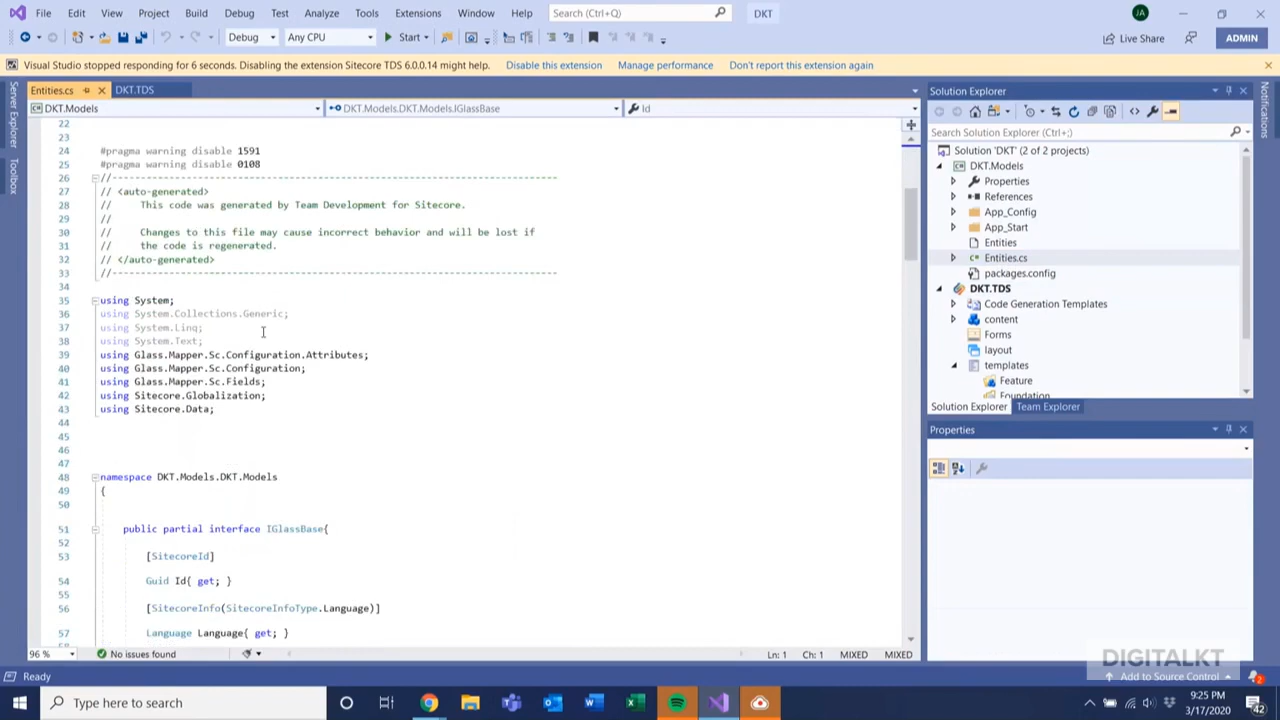 File Edit View Project Build Debug Test Analyze Tools Extensions Window Help Search (Ctrl+Q) DKT JA
Debug Any CPU Start Live Share ADMIN
Visual Studio stopped responding for 6 seconds. Disabling the extension Sitecore TDS 6.0.0.14 might help. Disable this extension Manage performance Don't report this extension again
Server Explorer
Toolbox
Entities.cs DKT.TDS
DKT.Models DKT.Models.DKT.Models.IGlassBase Id
22
23
24 #pragma warning disable 1591
25 #pragma warning disable 0108
26 //------------------------------------------------------------------------------
27 // <auto-generated>
28 // This code was generated by Team Development for Sitecore.
29 //
30 // Changes to this file may cause incorrect behavior and will be lost if
31 // the code is regenerated.
32 // </auto-generated>
33 //------------------------------------------------------------------------------
34
35 using System;
36 using System.Collections.Generic;
37 using System.Linq;
38 using System.Text;
39 using Glass.Mapper.Sc.Configuration.Attributes;
40 using Glass.Mapper.Sc.Configuration;
41 using Glass.Mapper.Sc.Fields;
42 using Sitecore.Globalization;
43 using Sitecore.Data;
44
45
46
47
48 namespace DKT.Models.DKT.Models
49 {
50
51 public partial interface IGlassBase{
52
53 [SitecoreId]
54 Guid Id{ get; }
55
56 [SitecoreInfo(SitecoreInfoType.Language)]
57 Language Language{ get; }
96 % No issues found Ln: 1 Ch: 1 MIXED MIXED
Solution Explorer
Search Solution Explorer (Ctrl+;)
Solution 'DKT' (2 of 2 projects)
DKT.Models
Properties
References
App_Config
App_Start
Entities
Entities.cs
packages.config
DKT.TDS
Code Generation Templates
content
Forms
layout
templates
Feature
Foundation
Solution Explorer Team Explorer
Properties
Notifications
DIGITALKT
Ready Add to Source Control 2
Type here to search
9:25 PM
3/17/2020
42